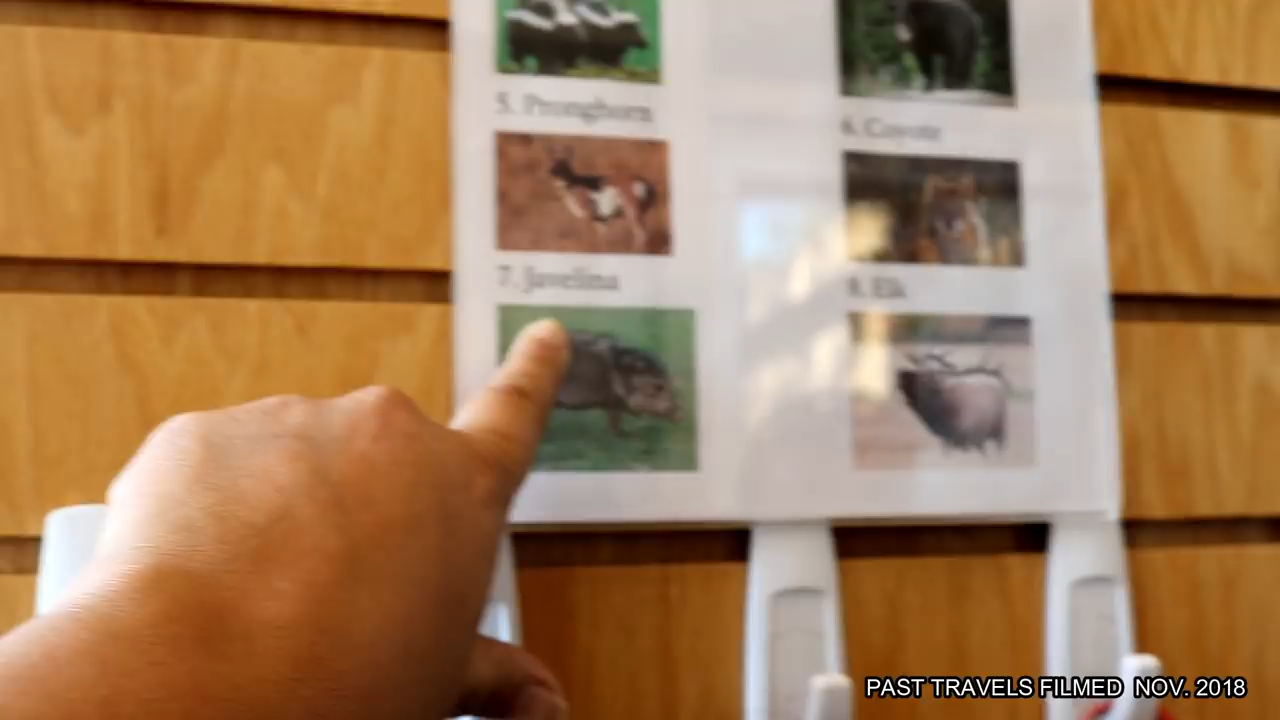 5. Pronghorn
6. Coyote
7. Javelina
8. Elk
PAST TRAVELS FILMED NOV. 2018